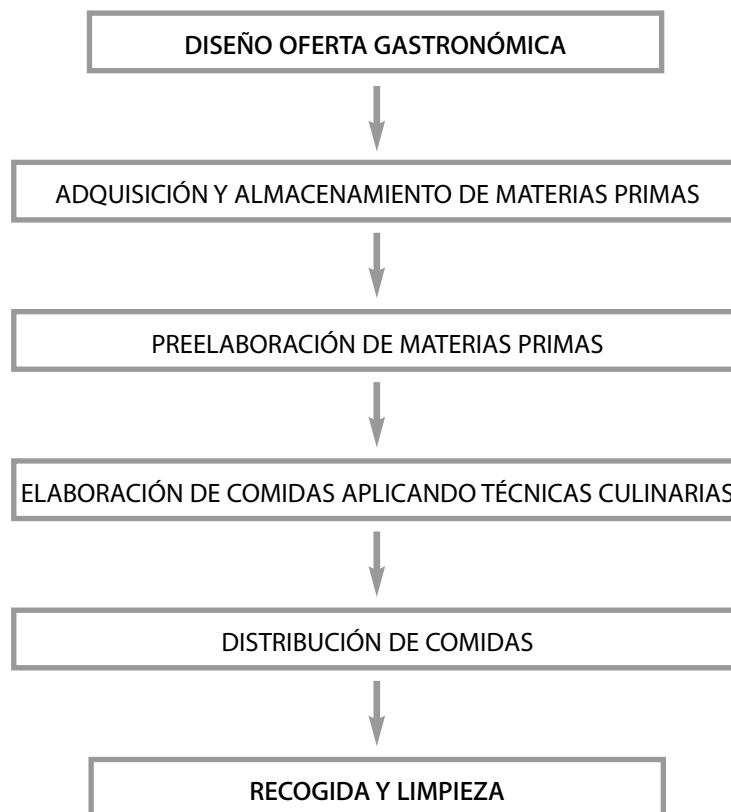 DISEÑO OFERTA GASTRONÓMICA
ADQUISICIÓN Y ALMACENAMIENTO DE MATERIAS PRIMAS
PREELABORACIÓN DE MATERIAS PRIMAS
ELABORACIÓN DE COMIDAS APLICANDO TÉCNICAS CULINARIAS
DISTRIBUCIÓN DE COMIDAS
RECOGIDA Y LIMPIEZA